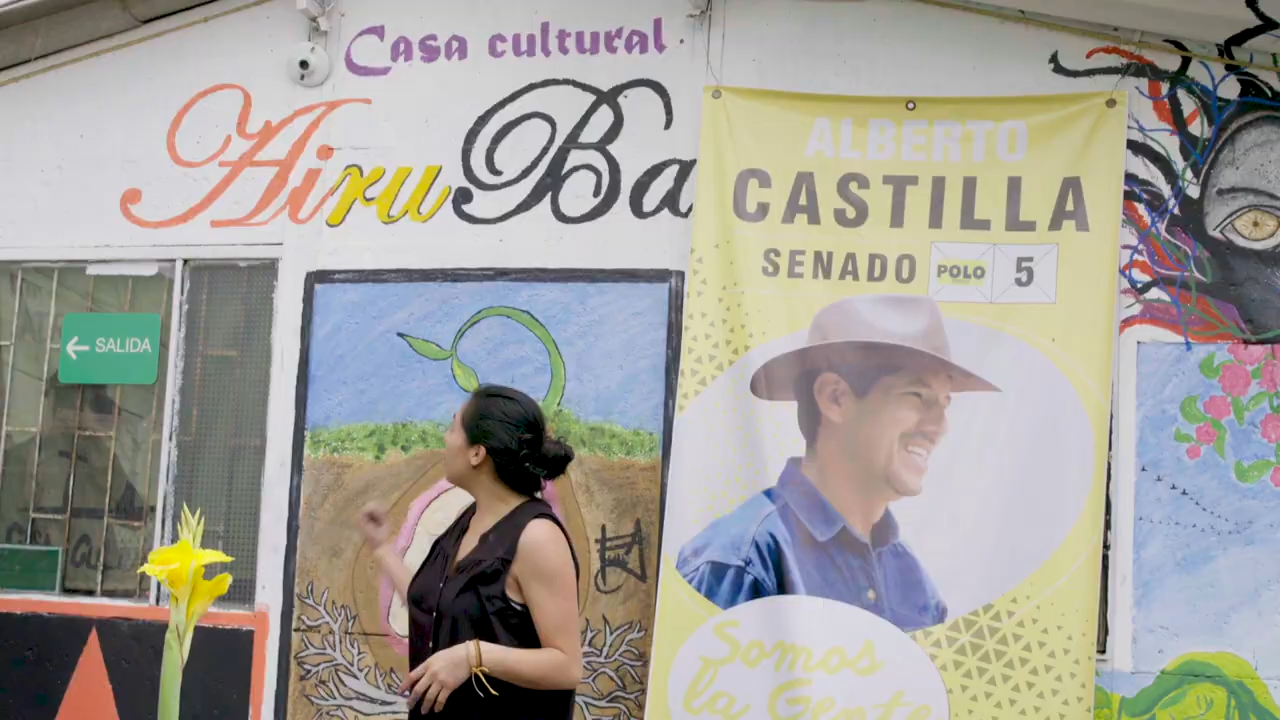 Casa cultural
Airu Ba
ALBERTO
CASTILLA
SENADO POLO 5
← SALIDA
Somos
la Gente